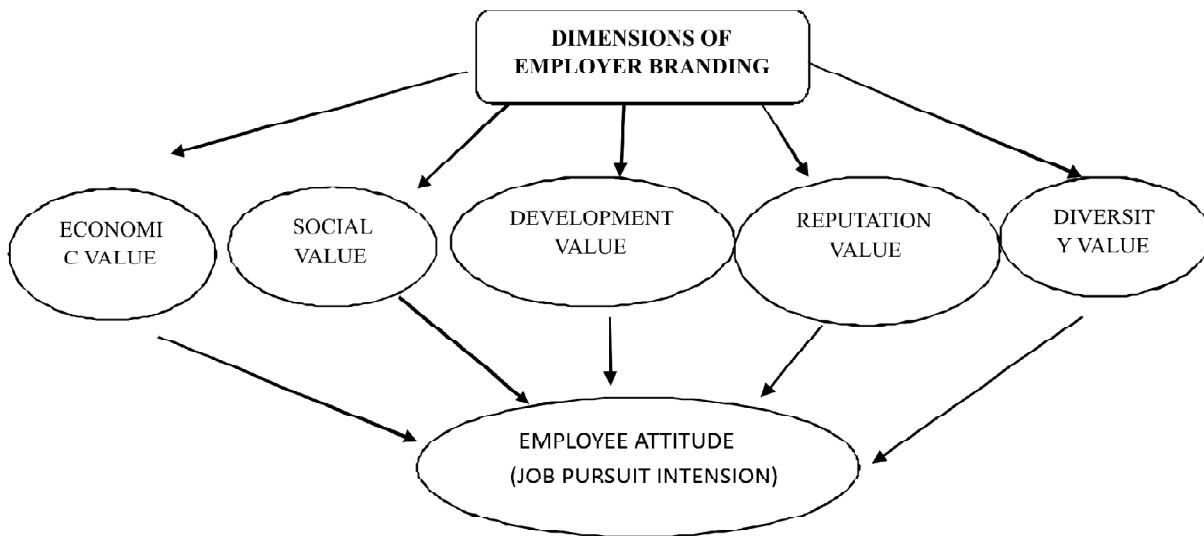 DIMENSIONS OF
EMPLOYER BRANDING
ECONOMI
C VALUE
SOCIAL
VALUE
DEVELOPMENT
VALUE
REPUTATION
VALUE
DIVERSIT
Y VALUE
EMPLOYEE ATTITUDE
(JOB PURSUIT INTENSION)